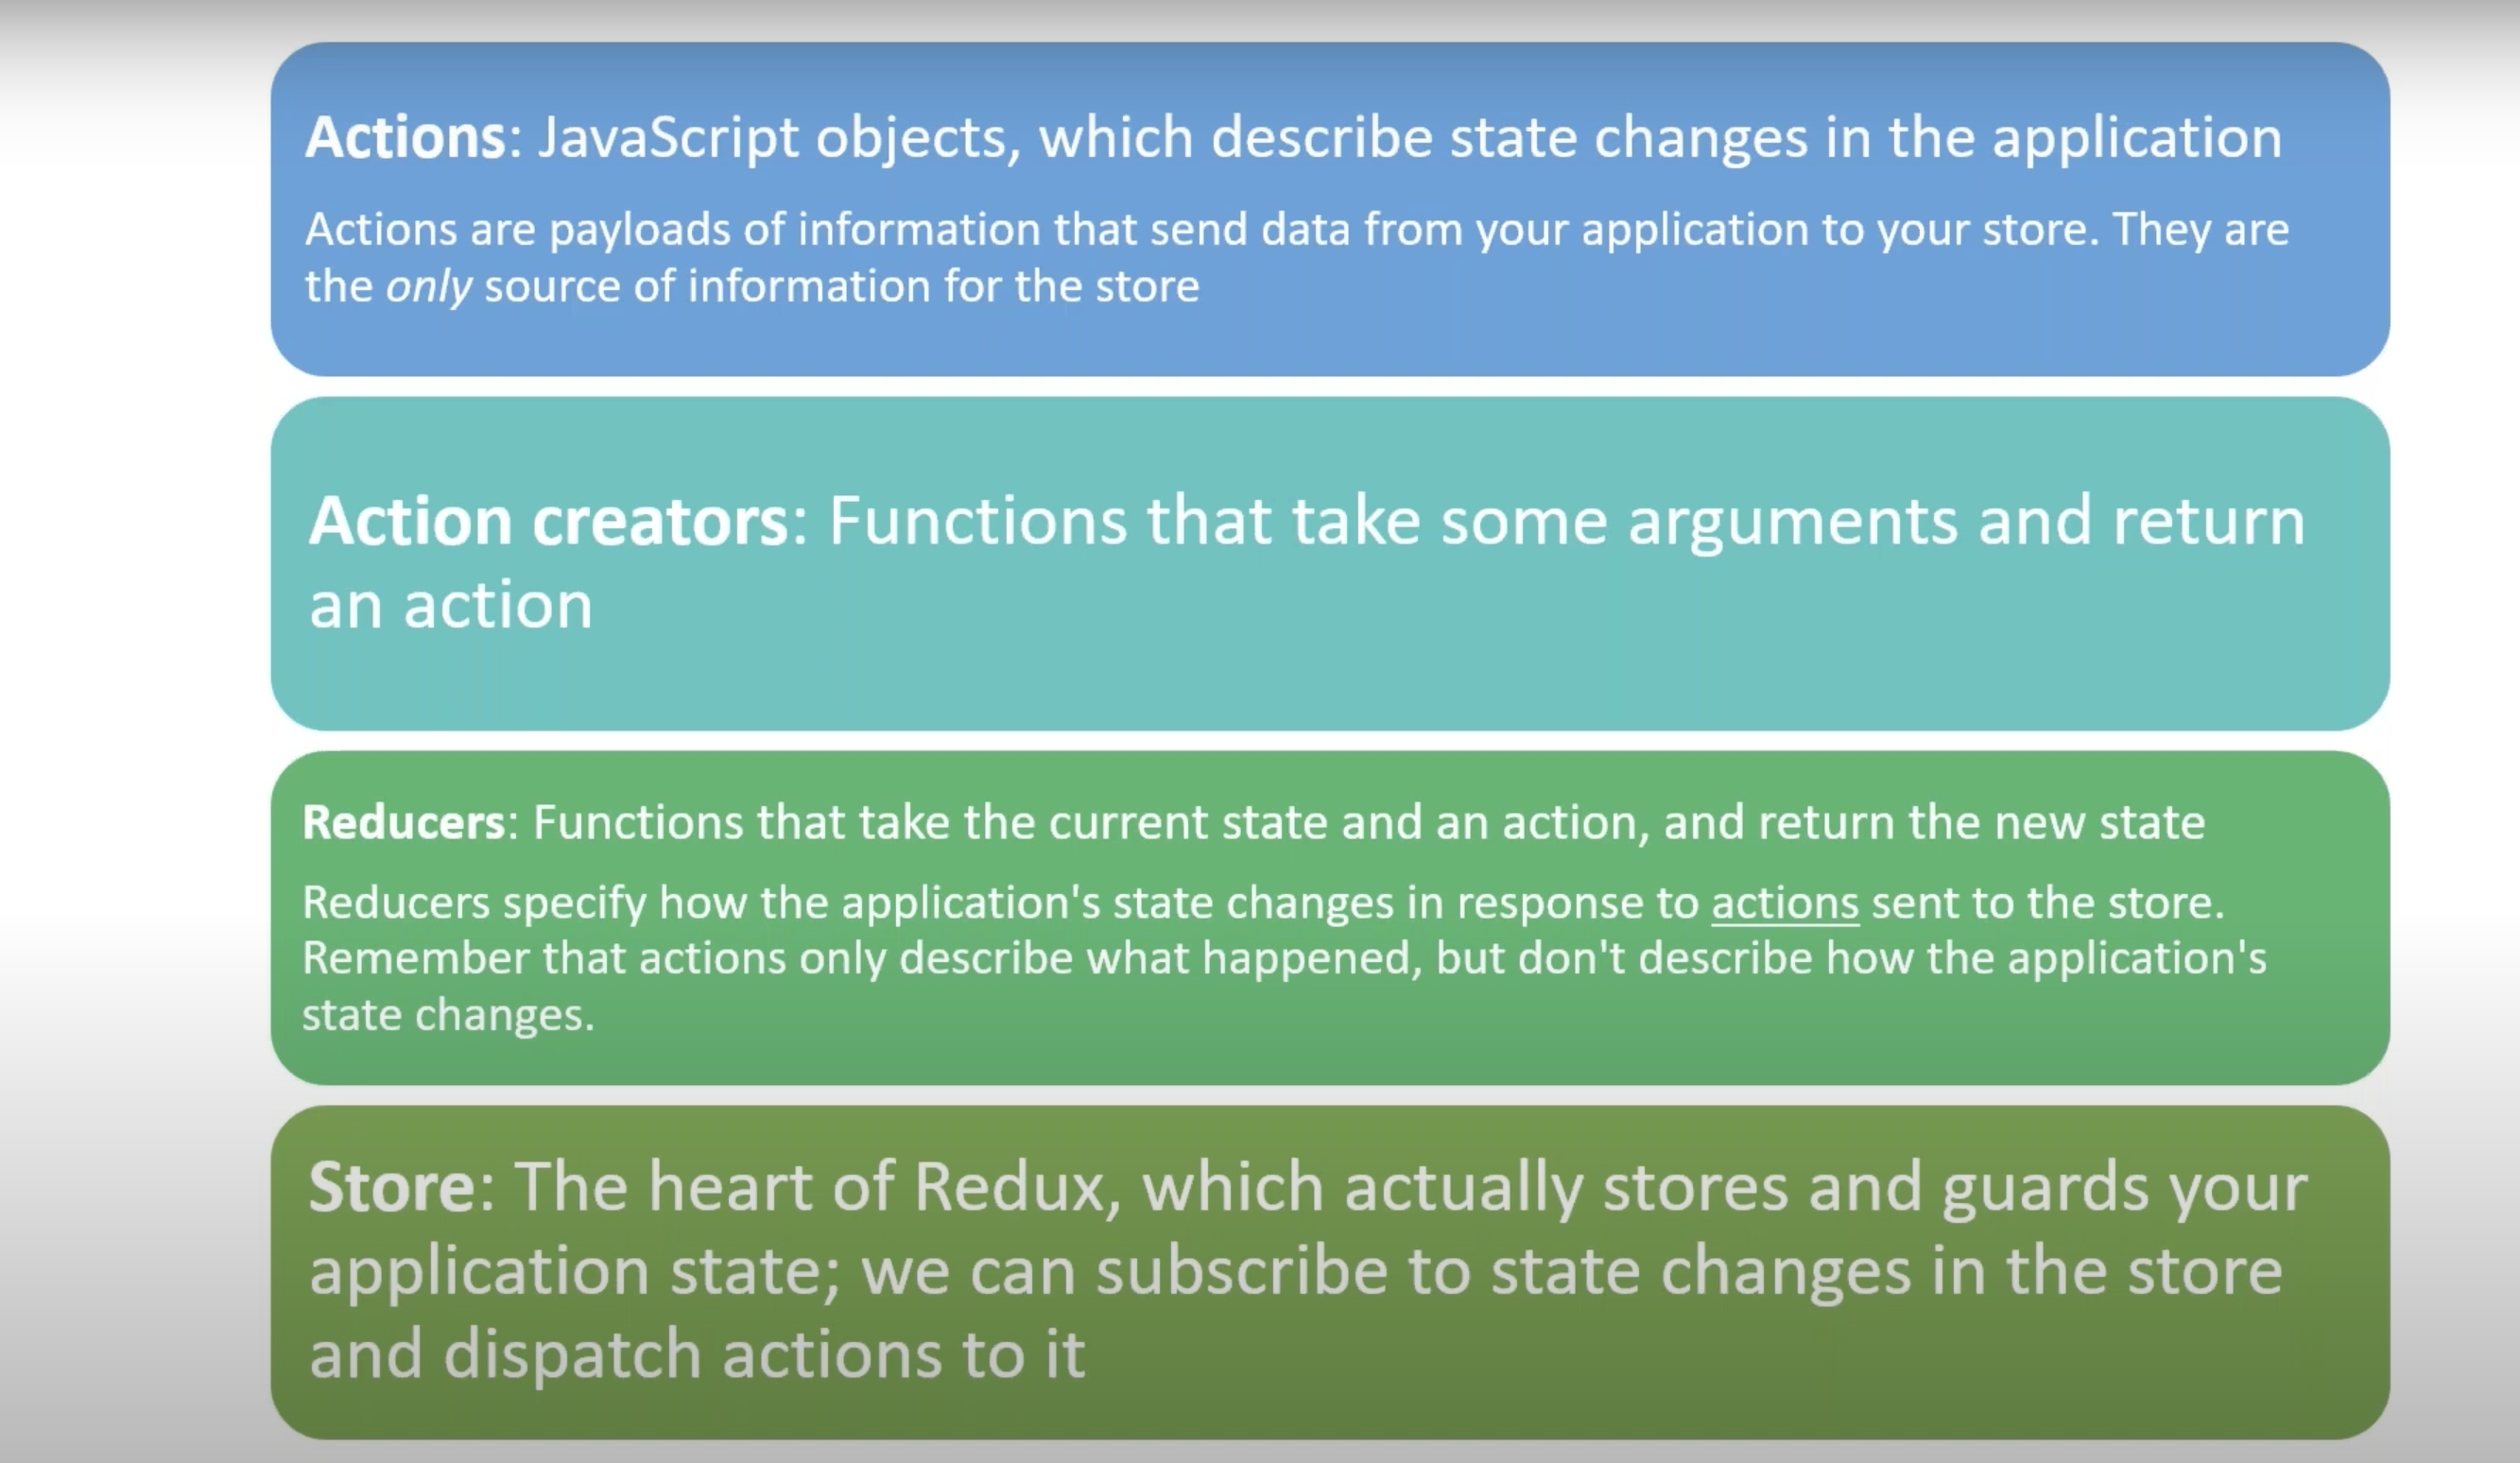 Actions: JavaScript objects, which describe state changes in the application
Actions are payloads of information that send data from your application to your store. They are
the only source of information for the store
Action creators: Functions that take some arguments and return
an action
Reducers: Functions that take the current state and an action, and return the new state
Reducers specify how the application's state changes in response to actions sent to the store.
Remember that actions only describe what happened, but don't describe how the application's
state changes.
Store: The heart of Redux, which actually stores and guards your
application state; we can subscribe to state changes in the store
and dispatch actions to it